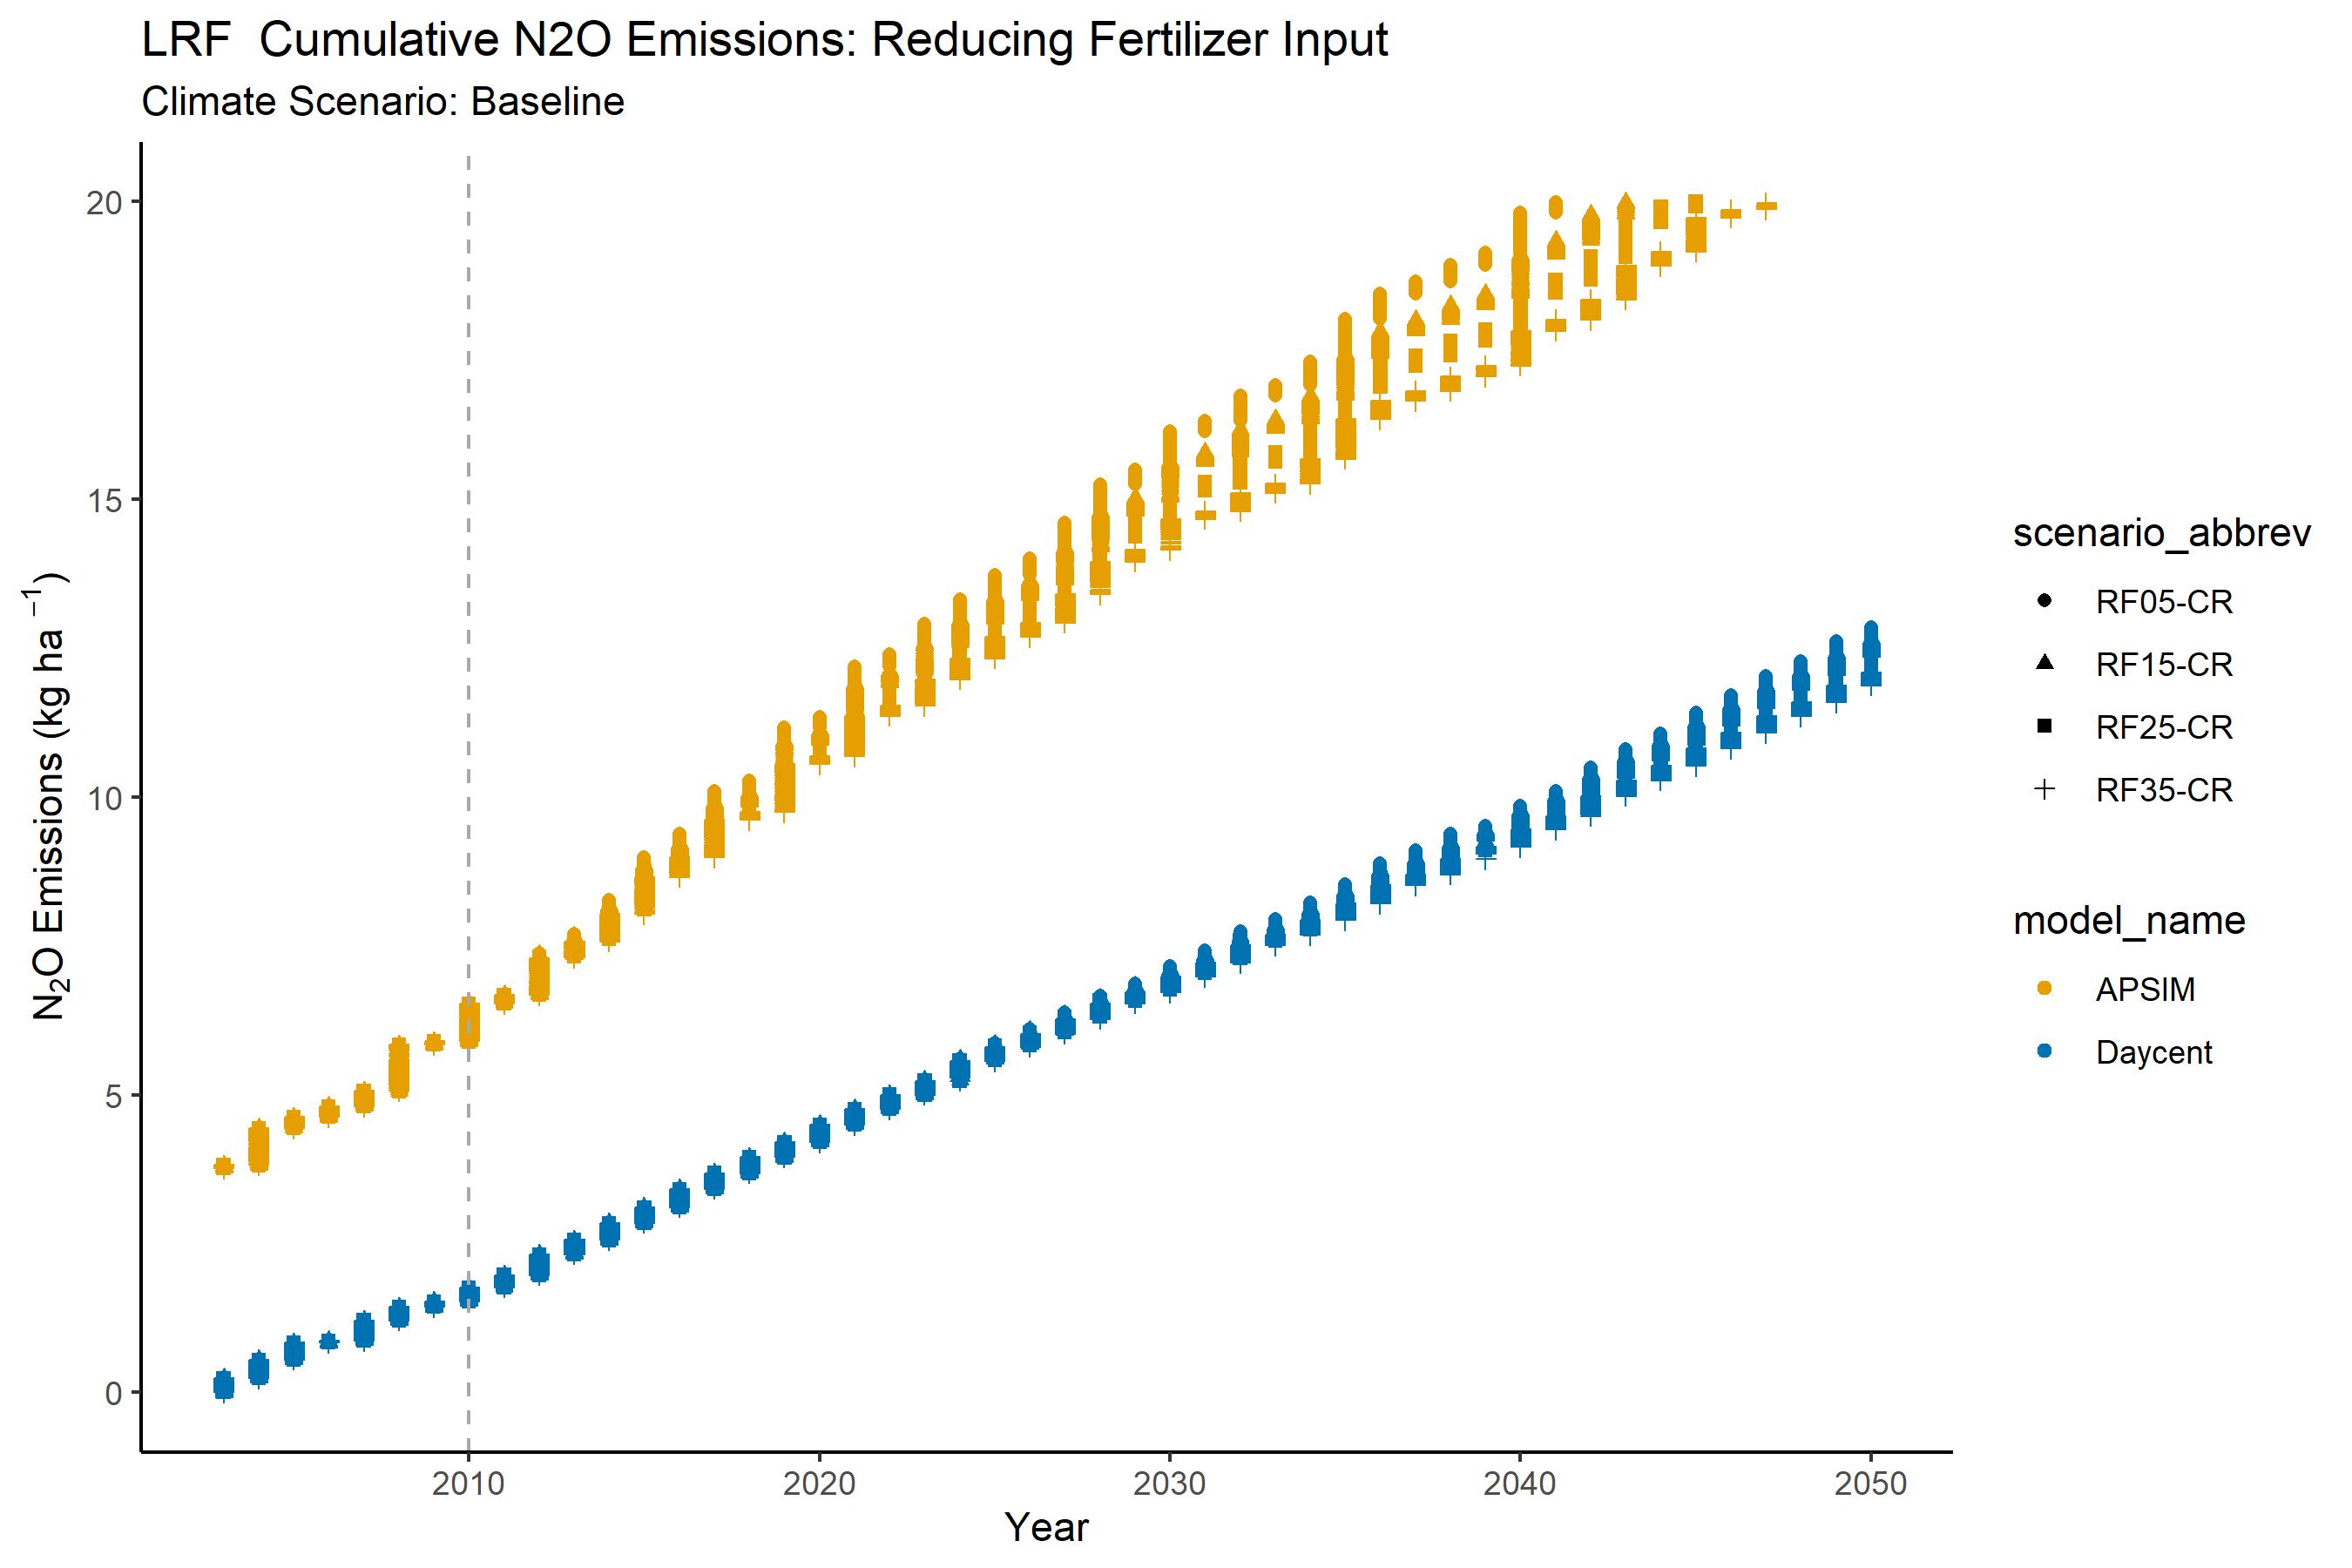 LRF  Cumulative N2O Emissions: Reducing Fertilizer Input
Climate Scenario: Baseline
N₂O Emissions (kg ha ⁻¹)
20
15
10
5
0
2010
2020
2030
2040
2050
Year
scenario_abbrev
RF05-CR
RF15-CR
RF25-CR
RF35-CR
model_name
APSIM
Daycent